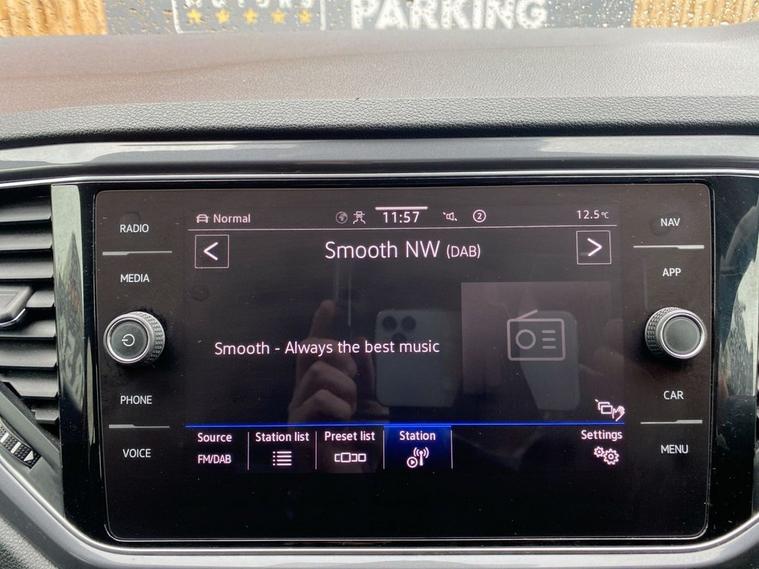 MOTORS
PARKING
RADIO
MEDIA
PHONE
VOICE
Normal
11:57
2
12.5°C
Smooth NW (DAB)
Smooth - Always the best music
Source
FM/DAB
Station list
Preset list
Station
Settings
NAV
APP
CAR
MENU